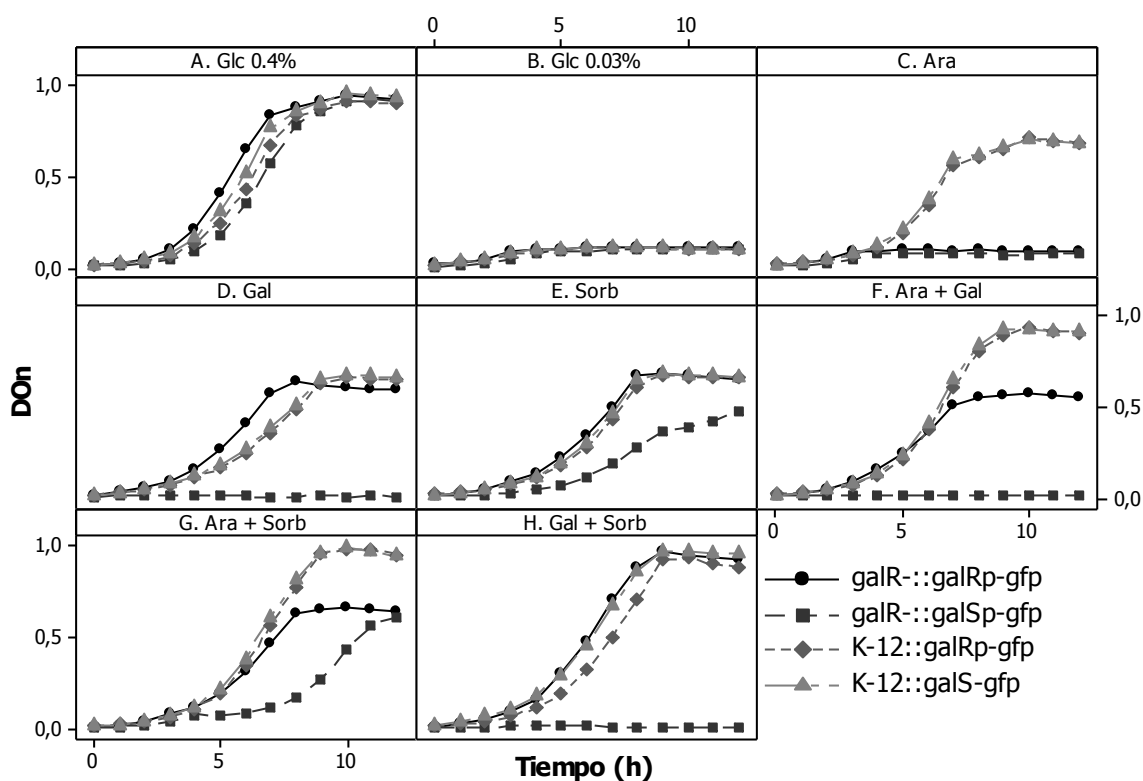 0 5 10
A. Glc 0.4% B. Glc 0.03% C. Ara
1,0
0,5
0,0
D. Gal E. Sorb F. Ara + Gal
DOn
1,0
0,5
0,0
G. Ara + Sorb H. Gal + Sorb
0 5 10
1,0
0,5
0,0
galR-::galRp-gfp
galR-::galSp-gfp
K-12::galRp-gfp
K-12::galS-gfp
0 5 10
Tiempo (h)